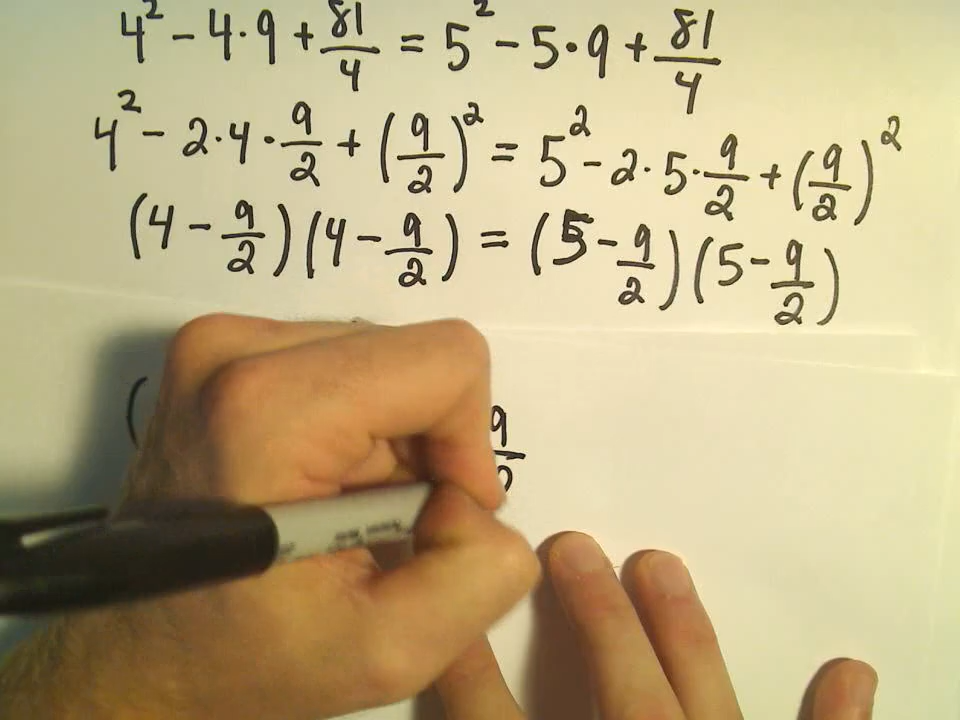 4² - 4·9 + 81/4 = 5² - 5·9 + 81/4
4² - 2·4·9/2 + (9/2)² = 5² - 2·5·9/2 + (9/2)²
(4 - 9/2)(4 - 9/2) = (5 - 9/2)(5 - 9/2)
( 9/2